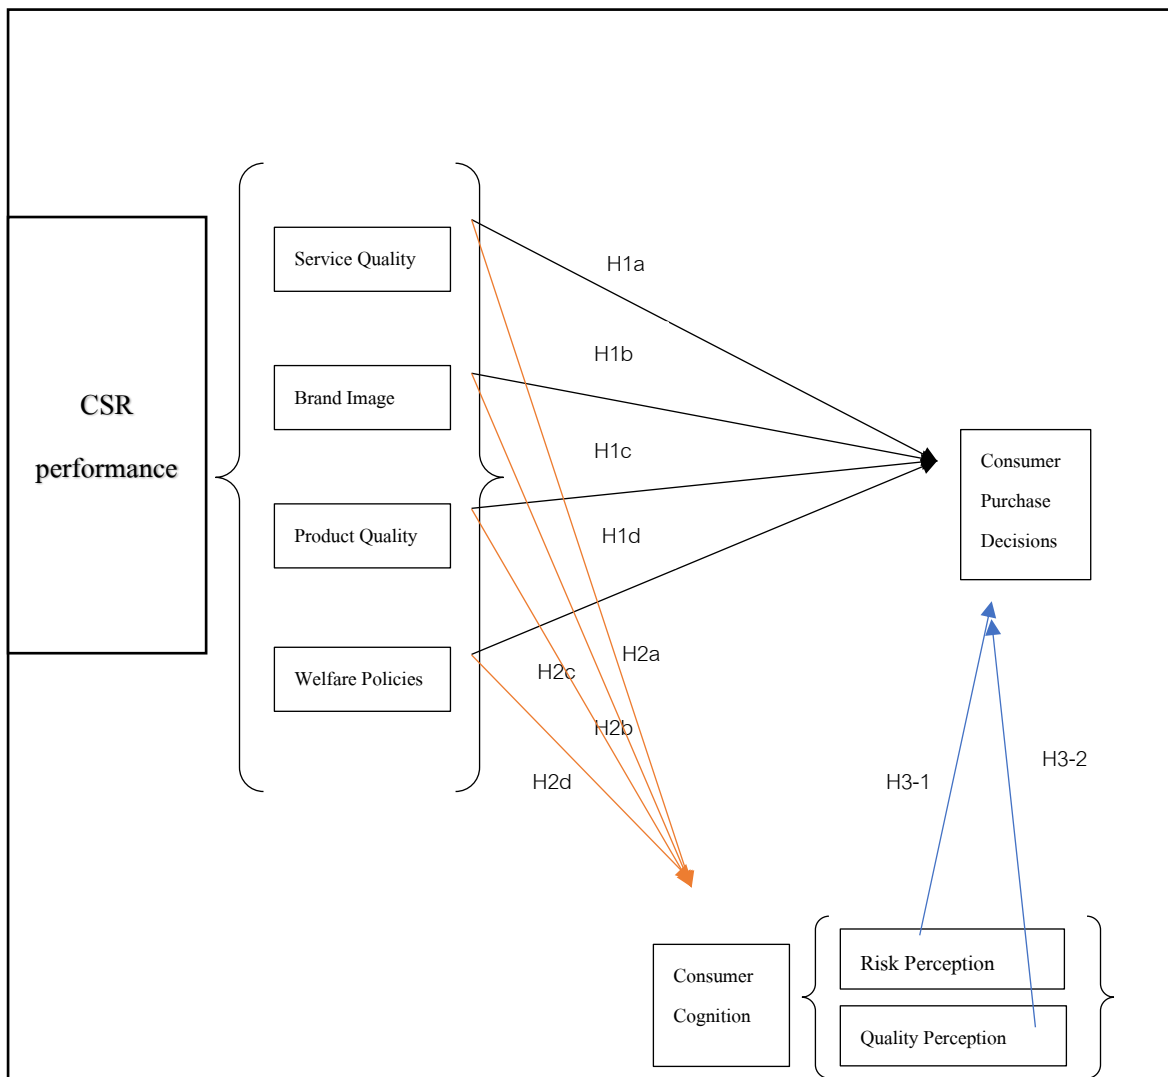 CSR
performance
Service Quality
Brand Image
Product Quality
Welfare Policies
H1a
H1b
H1c
H1d
H2a
H2c
H2b
H2d
Consumer
Purchase
Decisions
H3-1
H3-2
Consumer
Cognition
Risk Perception
Quality Perception